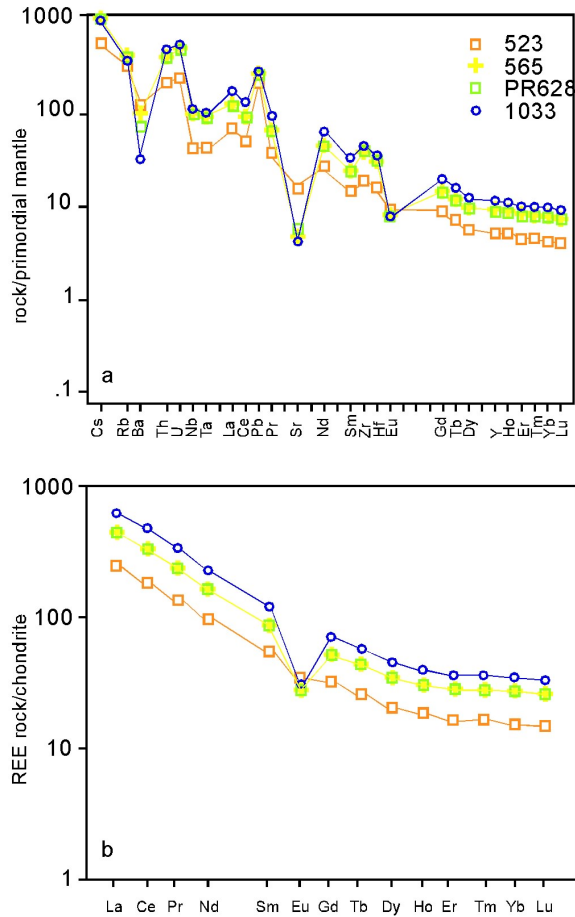 1000
100
10
1
.1
rock/primordial mantle
523
565
PR628
1033
a
Cs Rb Ba Th U Nb Ta La Ce Pb Pr Sr Nd Sm Zr Hf Eu Gd Tb Dy Y Ho Er Tm Yb Lu
1000
100
10
1
REE rock/chondrite
b
La Ce Pr Nd Sm Eu Gd Tb Dy Ho Er Tm Yb Lu